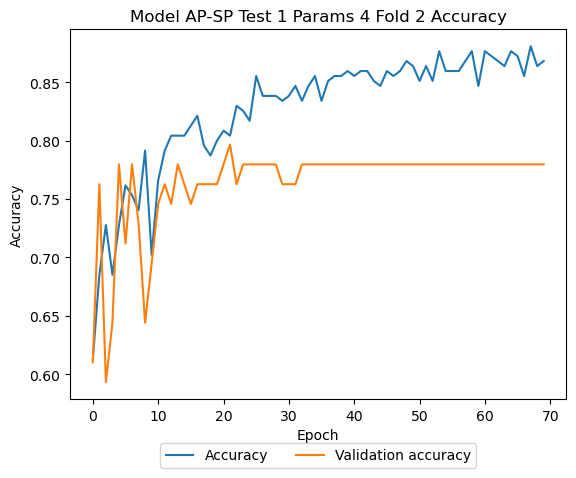 Model AP-SP Test 1 Params 4 Fold 2 Accuracy
Accuracy
0.85
0.80
0.75
0.70
0.65
0.60
0 10 20 30 40 50 60 70
Epoch
Accuracy Validation accuracy